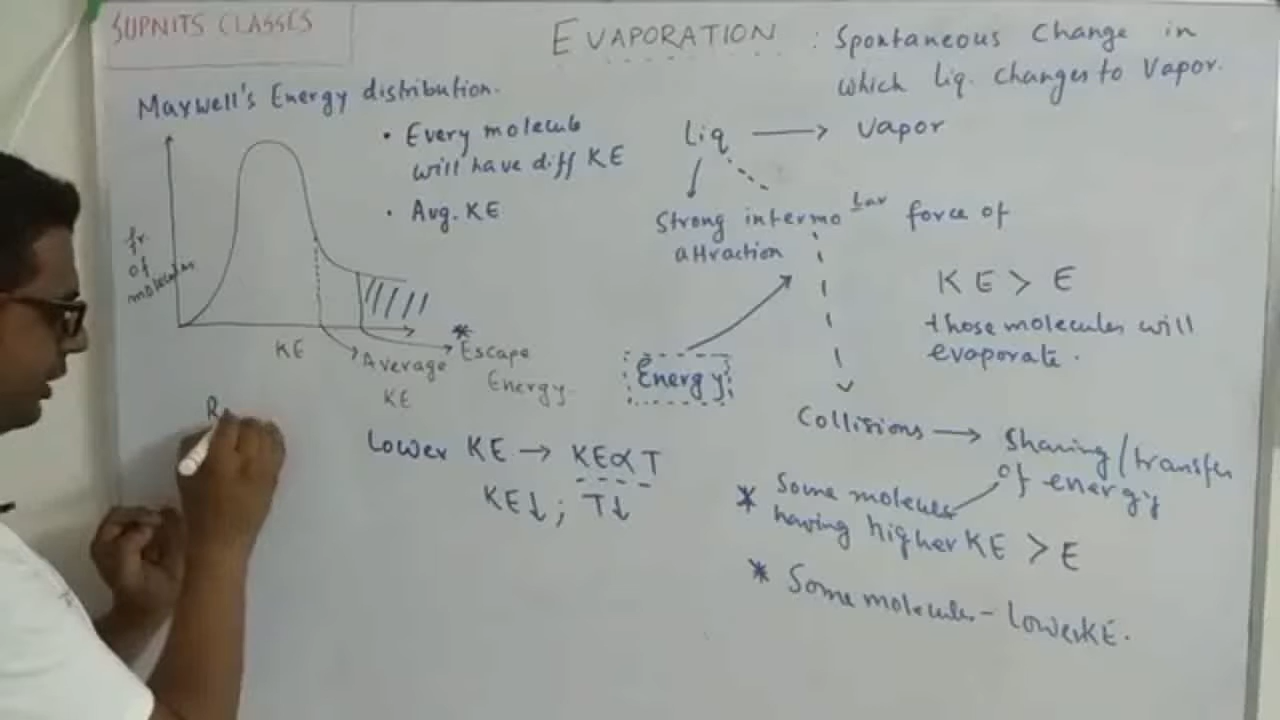 SUPNITS CLASSES
EVAPORATION : Spontaneous Change in
which Liq. Changes to Vapor.
Maxwell's Energy distribution.
• Every molecule
will have diff KE
• Avg. KE
fr.
of
molecules
KE
Average
KE
* Escape
Energy.
Liq → Vapor
Strong intermo lar force of
attraction
Energy
KE > E
those molecules will
evaporate.
Collisions → Sharing/transfer
of energy
* Some molecules
having higher KE > E
* Some molecules - Lower KE.
Lower KE → KE∝T
KE↓ ; T↓